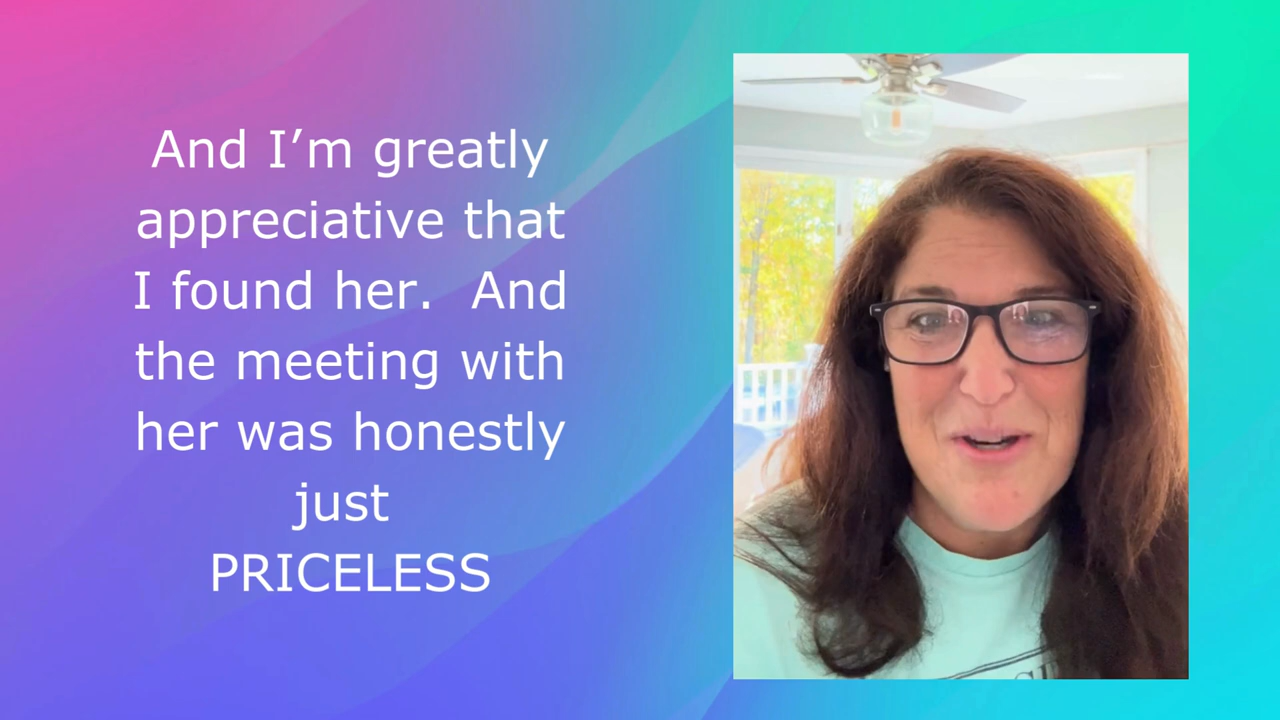 And I’m greatly
appreciative that
I found her.  And
the meeting with
her was honestly
just
PRICELESS